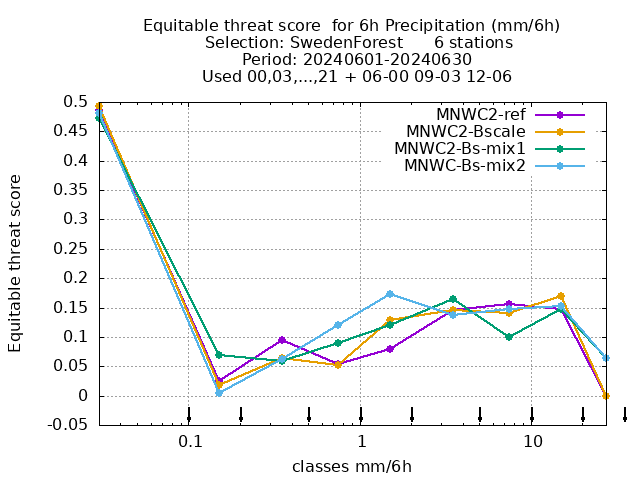 Equitable threat score  for 6h Precipitation (mm/6h)
Selection: SwedenForest      6 stations
Period: 20240601-20240630
Used 00,03,...,21 + 06-00 09-03 12-06
MNWC2-ref
MNWC2-Bscale
MNWC2-Bs-mix1
MNWC-Bs-mix2
0.5
0.45
0.4
0.35
0.3
0.25
0.2
0.15
0.1
0.05
0
-0.05
Equitable threat score
0.1
1
10
classes mm/6h